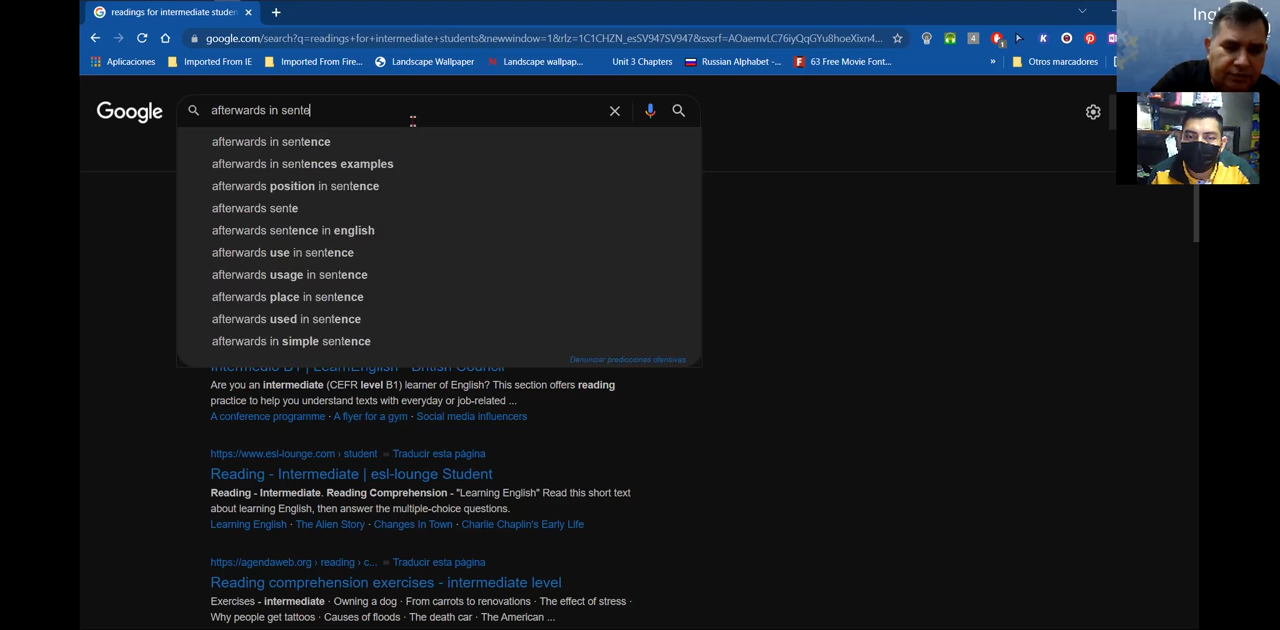 readings for intermediate studen
google.com/search?q=readings+for+intermediate+students&newwindow=1&rlz=1C1CHZN_esSV947SV947&sxsrf=AOaemvLC76iyQqGYu8hoeXixn4...
Aplicaciones Imported From IE Imported From Fire... Landscape Wallpaper Landscape wallpap... Unit 3 Chapters Russian Alphabet -... 63 Free Movie Font... » Otros marcadores
Google
afterwards in sente
afterwards in sentence
afterwards in sentences examples
afterwards position in sentence
afterwards sente
afterwards sentence in english
afterwards use in sentence
afterwards usage in sentence
afterwards place in sentence
afterwards used in sentence
afterwards in simple sentence
Denunciar predicciones ofensivas
Intermedio B1 | LearnEnglish - British Council
Are you an intermediate (CEFR level B1) learner of English? This section offers reading
practice to help you understand texts with everyday or job-related ...
A conference programme · A flyer for a gym · Social media influencers
https://www.esl-lounge.com › student Traducir esta página
Reading - Intermediate | esl-lounge Student
Reading - Intermediate. Reading Comprehension - "Learning English" Read this short text
about learning English, then answer the multiple-choice questions.
Learning English · The Alien Story · Changes In Town · Charlie Chaplin's Early Life
https://agendaweb.org › reading › c... Traducir esta página
Reading comprehension exercises - intermediate level
Exercises - intermediate · Owning a dog · From carrots to renovations · The effect of stress ·
Why people get tattoos · Causes of floods · The death car · The American ...